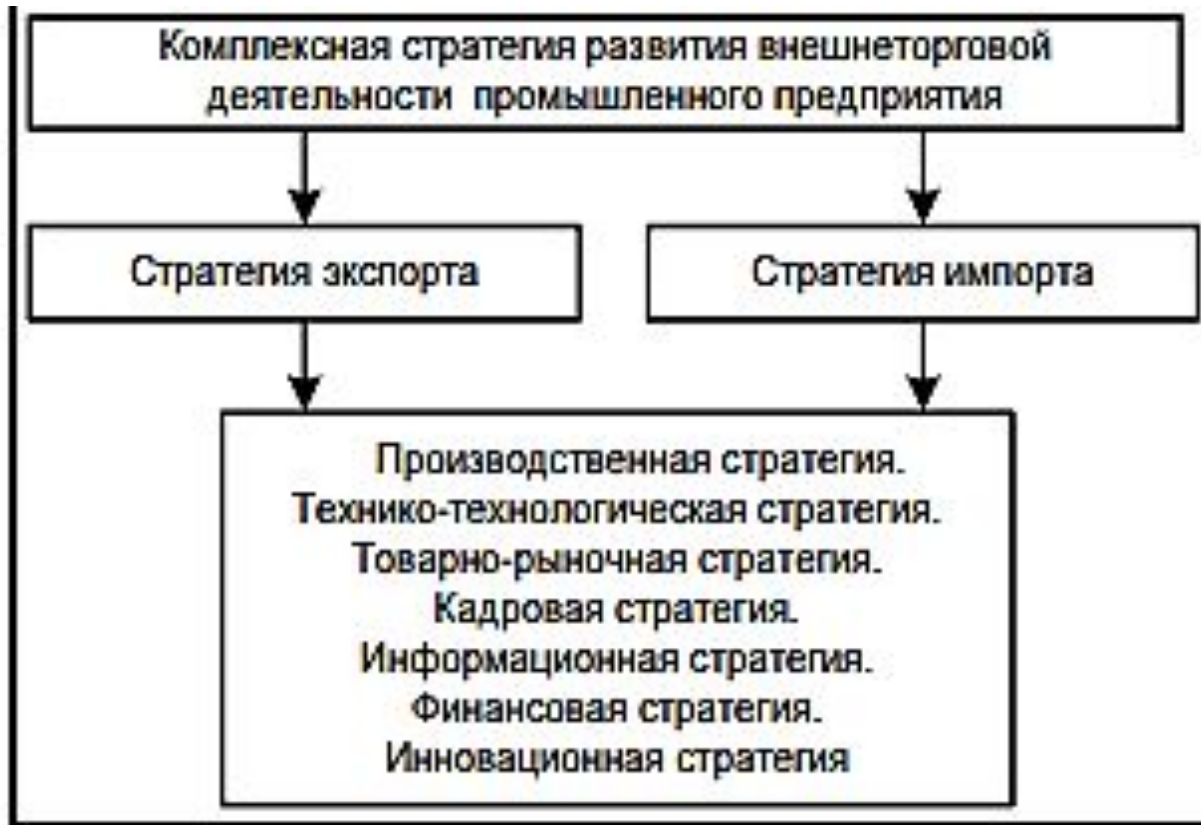 Комплексная стратегия развития внешнеторговой
деятельности промышленного предприятия
Стратегия экспорта
Стратегия импорта
Производственная стратегия.
Технико-технологическая стратегия.
Товарно-рыночная стратегия.
Кадровая стратегия.
Информационная стратегия.
Финансовая стратегия.
Инновационная стратегия